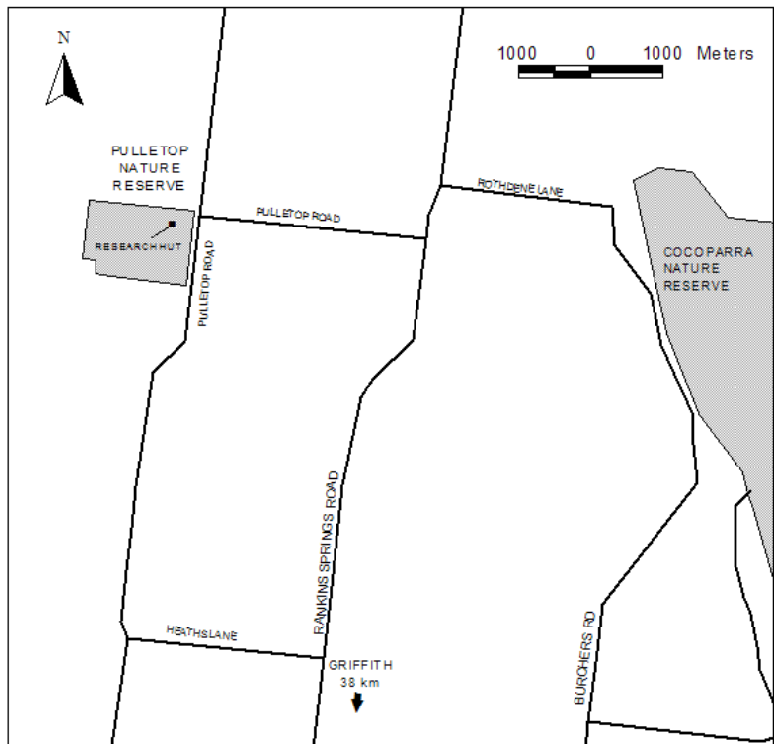 N
1000 0 1000 Meters
PULLETOP
NATURE
RESERVE
ROTHDENE LANE
PULLETOP ROAD
RESEARCH HUT
PULLETOP ROAD
COCOPARRA
NATURE
RESERVE
RANKINS SPRINGS ROAD
HEATHS LANE
GRIFFITH
38 km
BURCHERS RD